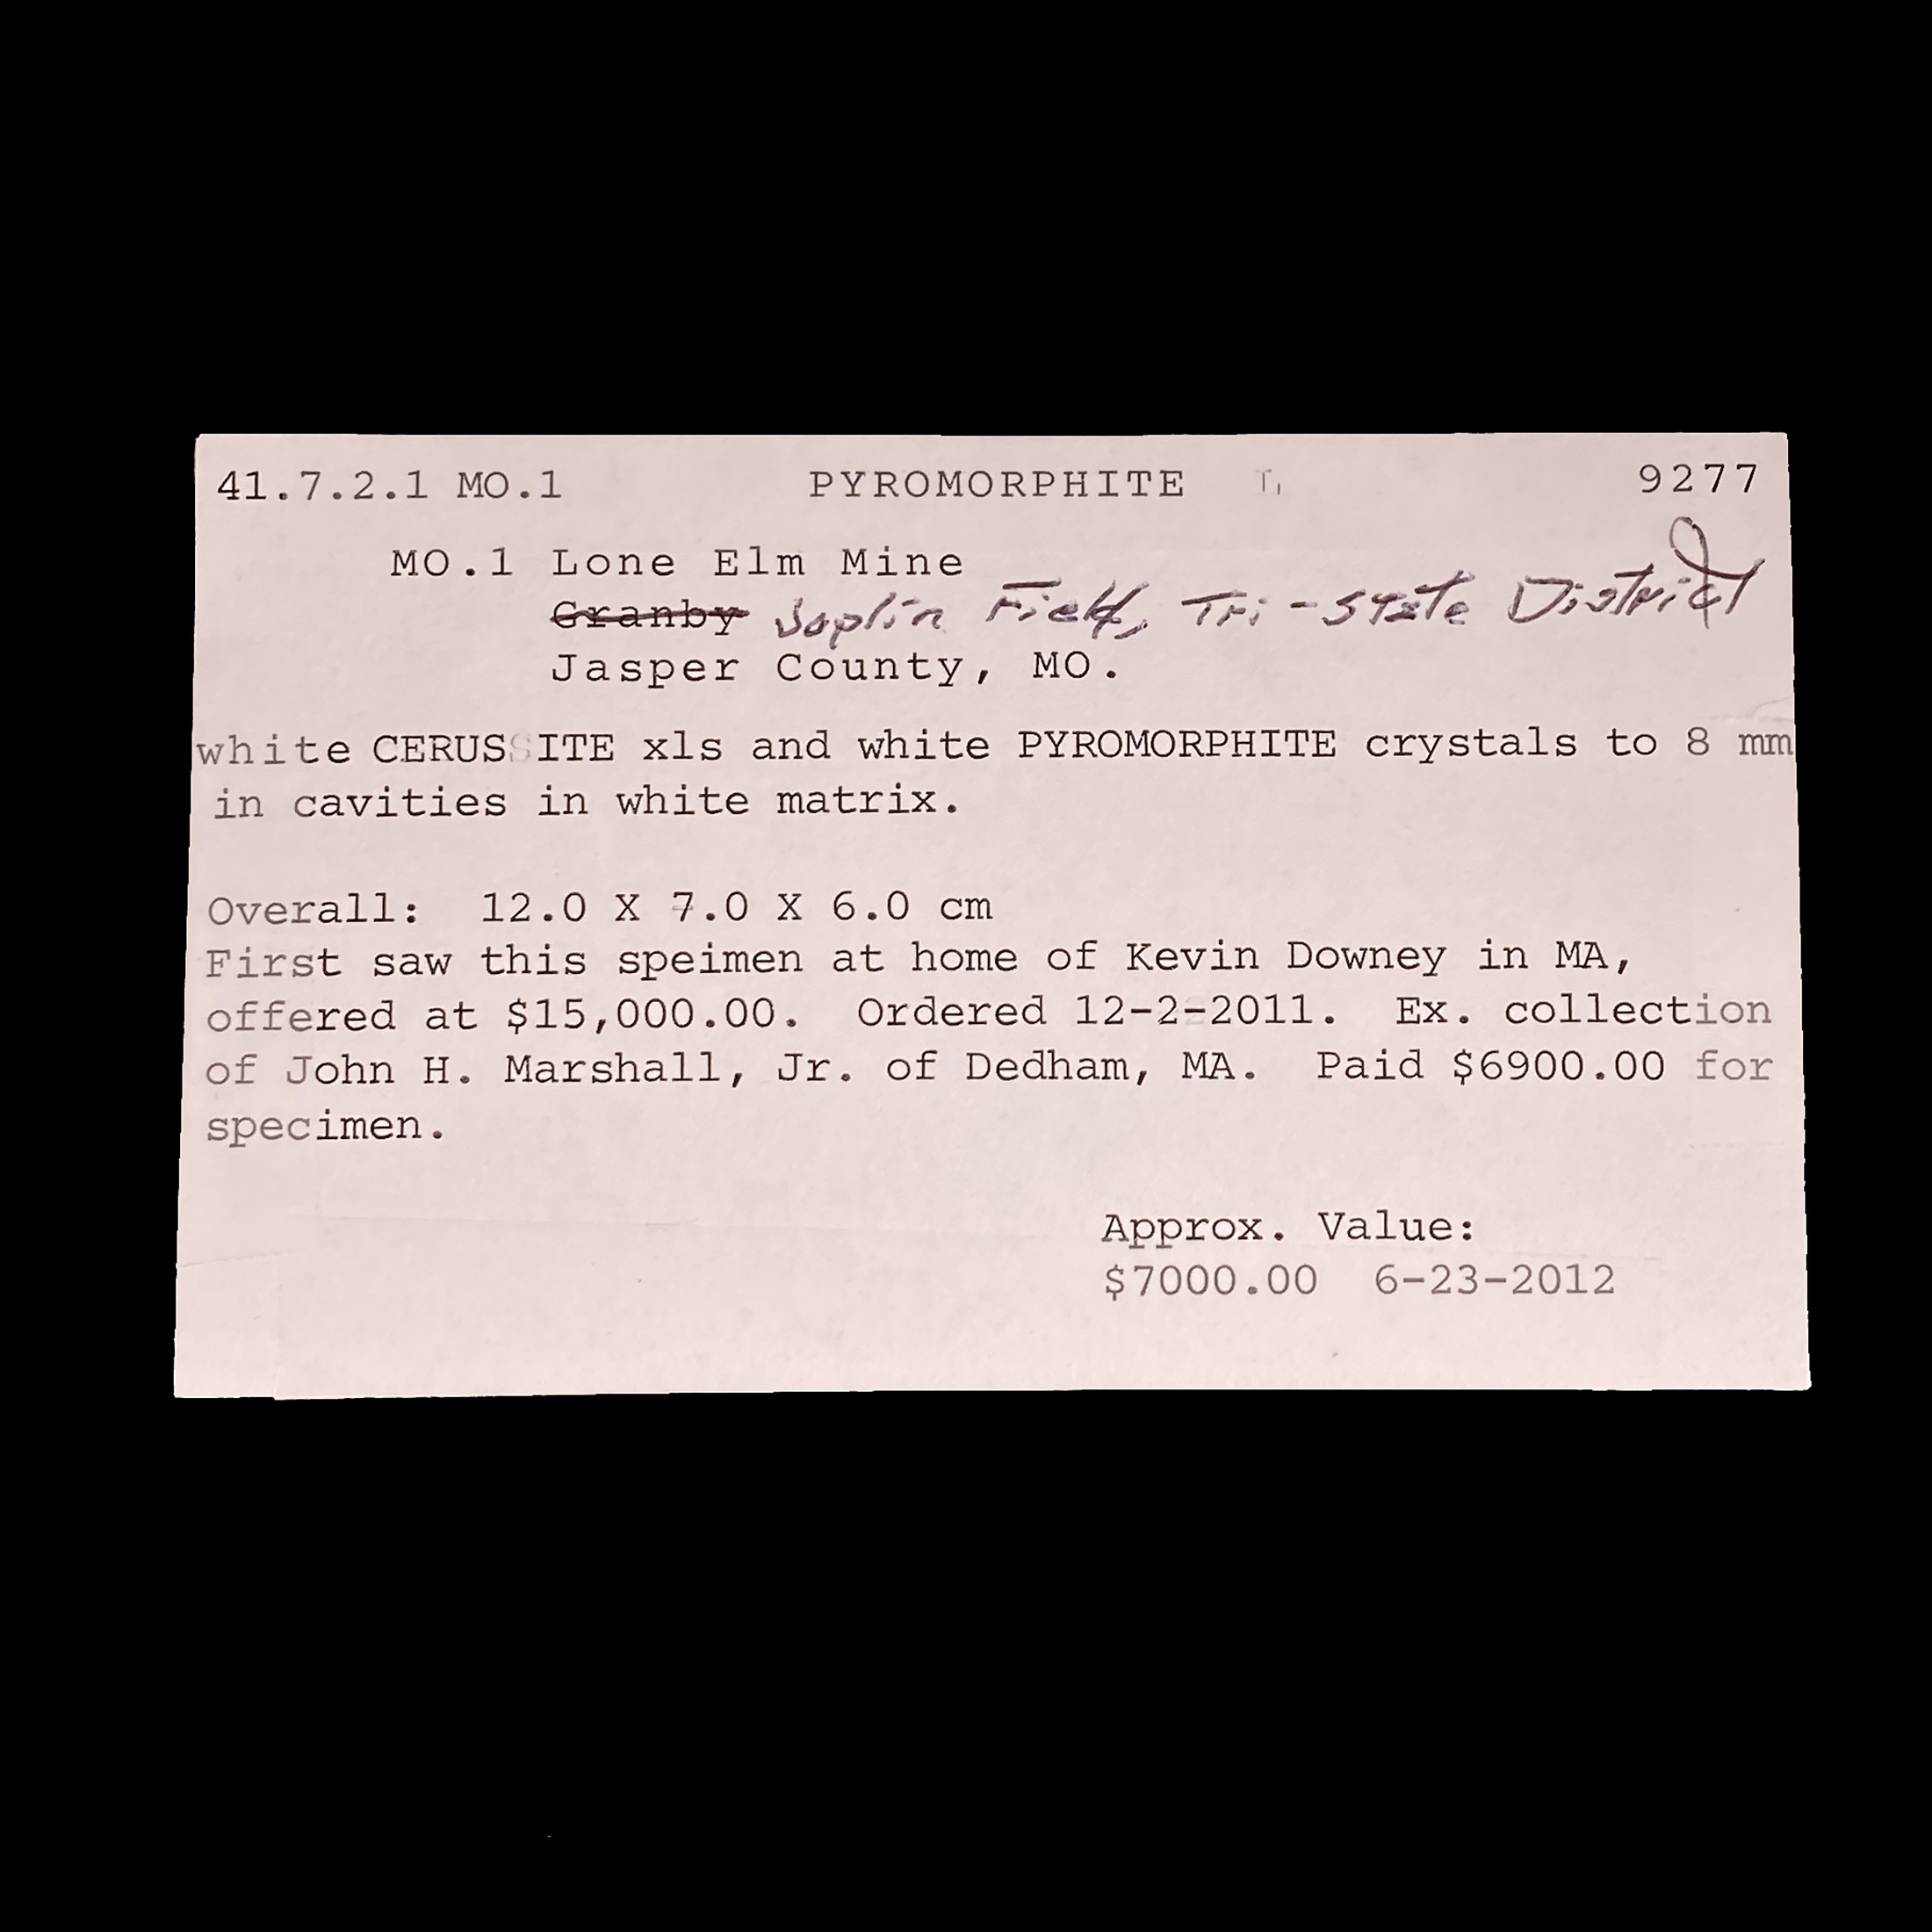 41.7.2.1 MO.1 PYROMORPHITE 9277
MO.1 Lone Elm Mine
Granby Joplin Field, Tri-State District
Jasper County, MO.
white CERUSSITE xls and white PYROMORPHITE crystals to 8 mm
in cavities in white matrix.
Overall: 12.0 X 7.0 X 6.0 cm
First saw this speimen at home of Kevin Downey in MA,
offered at $15,000.00. Ordered 12-2-2011. Ex. collection
of John H. Marshall, Jr. of Dedham, MA. Paid $6900.00 for
specimen.
Approx. Value:
$7000.00 6-23-2012